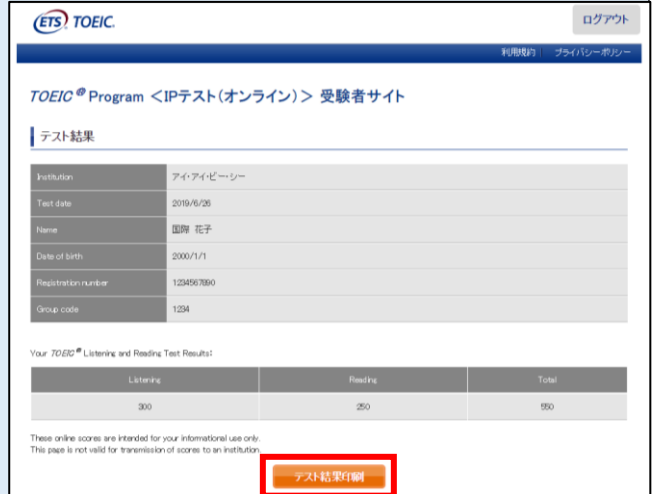 ETS TOEIC.
ログアウト
利用規約 プライバシーポリシー
TOEIC® Program ＜IPテスト（オンライン）＞ 受験者サイト
テスト結果
Institution アイ・アイ・ビー・シー
Test date 2019/6/26
Name 国際 花子
Date of birth 2000/1/1
Registration number 1234567890
Group code 1234
Your TOEIC® Listening and Reading Test Results:
Listening Reading Total
300 250 550
These online scores are intended for your informational use only.
This page is not valid for transmission of scores to an institution.
テスト結果印刷